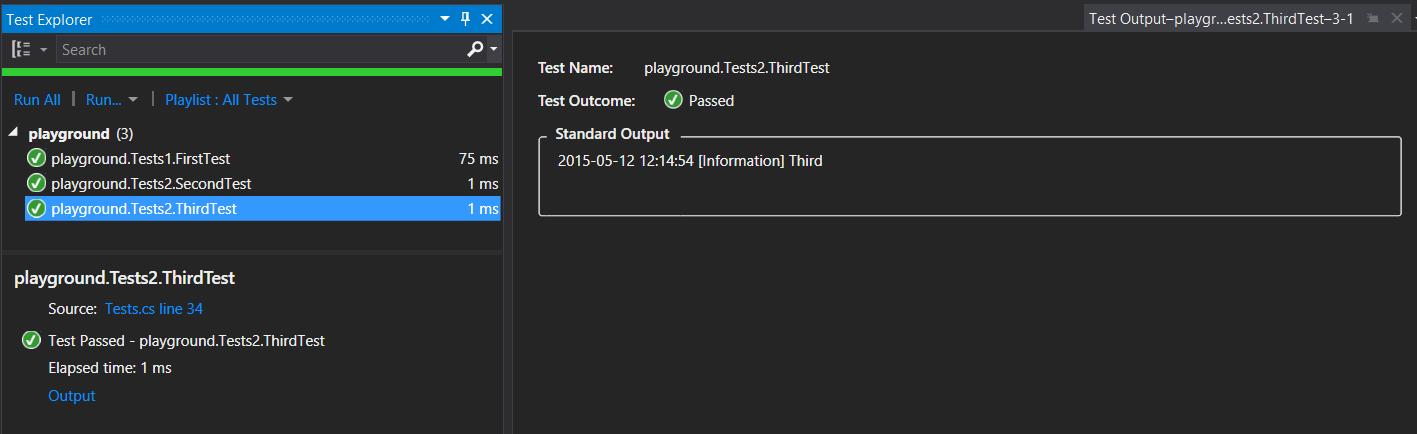 Test Explorer
Search
Run All | Run... | Playlist : All Tests
playground (3)
playground.Tests1.FirstTest 75 ms
playground.Tests2.SecondTest 1 ms
playground.Tests2.ThirdTest 1 ms
playground.Tests2.ThirdTest
Source: Tests.cs line 34
Test Passed - playground.Tests2.ThirdTest
Elapsed time: 1 ms
Output
Test Output–playgr...ests2.ThirdTest–3-1
Test Name: playground.Tests2.ThirdTest
Test Outcome: Passed
Standard Output
2015-05-12 12:14:54 [Information] Third